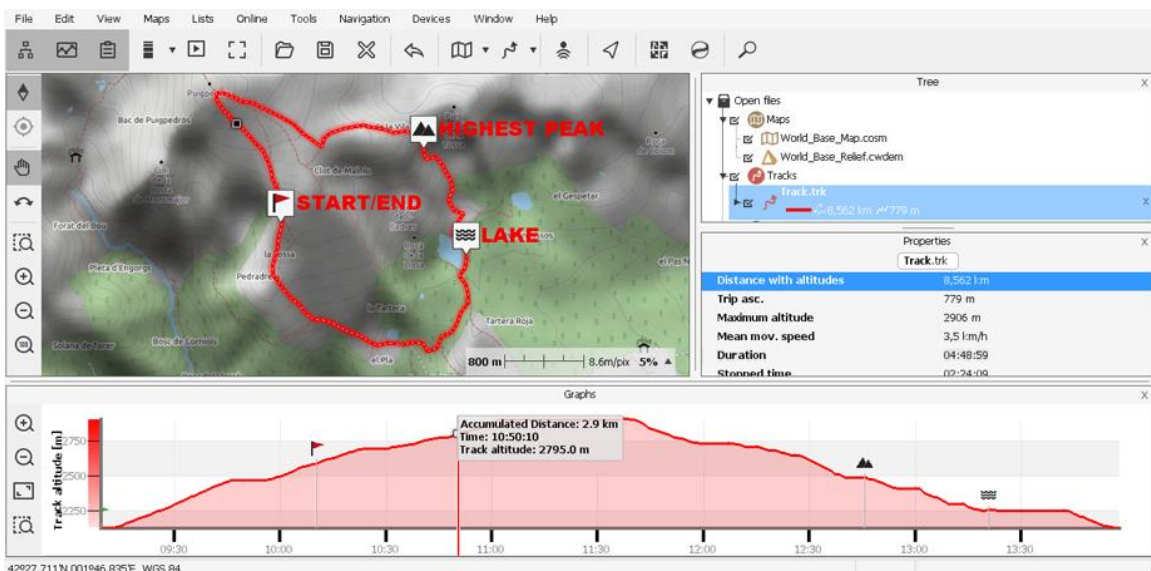 File Edit View Maps Lists Online Tools Navigation Devices Window Help
Tree
Open files
Maps
World_Base_Map.cosm
World_Base_Relief.cwdem
Tracks
Track.trk
8,562 km 779 m
Bac de Puigpedrós
HIGHEST PEAK
Clot de Malniu
START/END
el Gespetar
Forat del Bou
LAKE
Pleta d'Engorgs
Pedradre
la Tartera
Tartera Roja
Solana de Torer
Bosc de Gorniols
el Pla
800 m 8.6m/pix 5%
Properties
Track.trk
Distance with altitudes 8,562 km
Trip asc. 779 m
Maximum altitude 2906 m
Mean mov. speed 3,5 km/h
Duration 04:48:59
Stopped time 02:24:09
Graphs
Track altitude [m]
2750
2500
2250
Accumulated Distance: 2.9 km
Time: 10:50:10
Track altitude: 2795.0 m
09:30 10:00 10:30 11:00 11:30 12:00 12:30 13:00 13:30
WGS 84